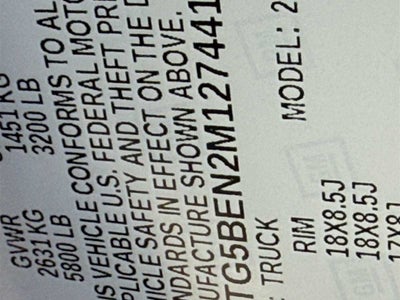 GVWR
2631 KG 1451 KG
5800 LB 3200 LB
IS VEHICLE CONFORMS TO AL
PLICABLE U.S. FEDERAL MOTO
ICLE SAFETY AND THEFT PRE
NDARDS IN EFFECT ON THE D
UFACTURE SHOWN ABOVE.
TG5BEN2M127441
: TRUCK MODEL: 2
RIM
18X8.5J
18X8.5J
17X8